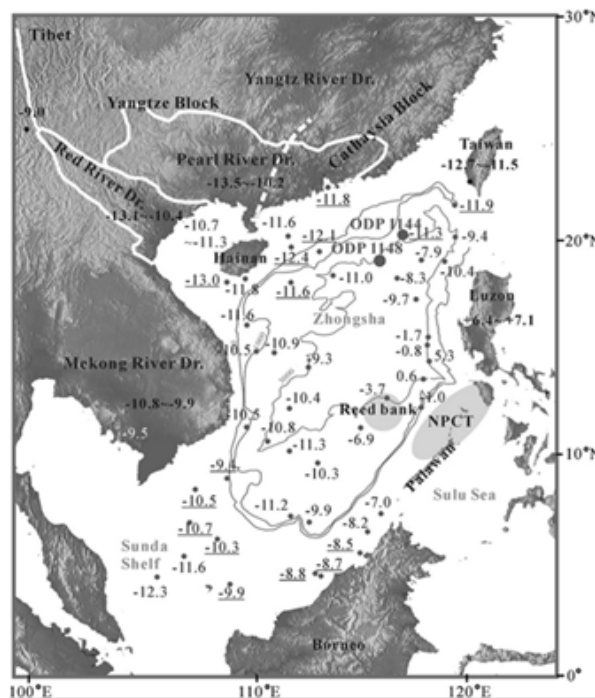 30°N
Tibet
Yangtz River Dr.
Yangtze Block
Cathaysia Block
-9.0
Pearl River Dr.
Taiwan
-12.7~-11.5
Red River Dr.
-13.5~-10.2
-13.1~-10.4
-11.8
-11.9
-10.7
~-11.3
-11.6
-12.1
ODP 1144
-11.3
-9.4
20°N
Hainan
-12.4
ODP 1148
-7.9
-10.4
-13.0
-11.8
-11.6
-11.0
-8.3
Luzon
-9.7
Zhongsha
+6.4~+7.1
-11.6
-1.7
-10.5
-10.9
-9.3
-0.8
5.3
Mekong River Dr.
0.6
-10.8~-9.9
-10.4
-3.7
1.0
Reed bank
NPCT
-9.5
-10.5
-10.8
-6.9
-11.3
Palawan
10°N
-9.4
-10.3
Sulu Sea
-10.5
-11.2
-9.9
-7.0
-10.7
-8.2
Sunda
Shelf
-10.3
-8.5
-11.6
-8.7
-8.8
-12.3
-9.9
Borneo
0°
100°E
110°E
120°E